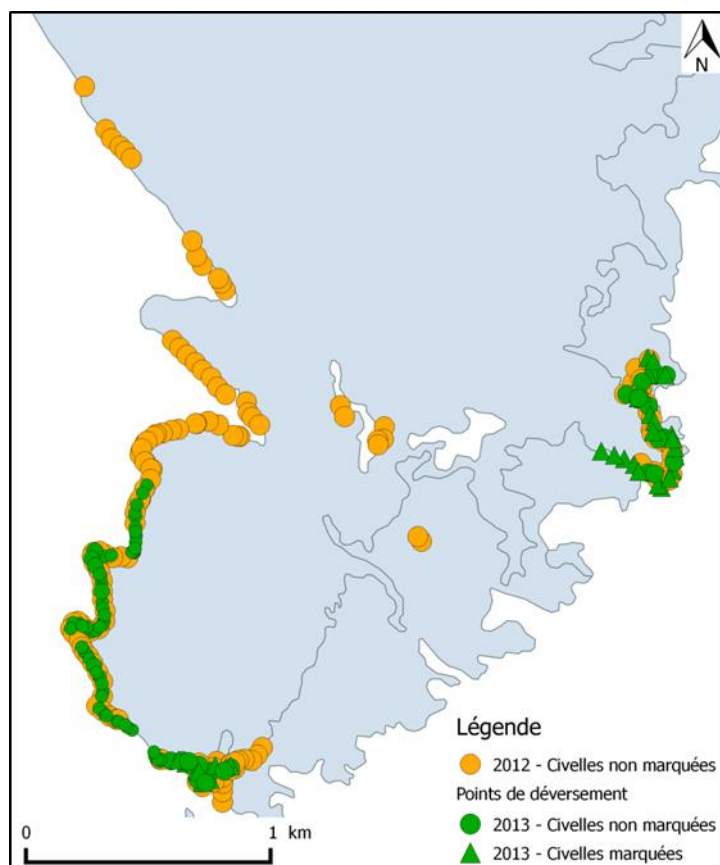 N
Légende
2012 - Civelles non marquées
Points de déversement
2013 - Civelles non marquées
2013 - Civelles marquées
0 1 km